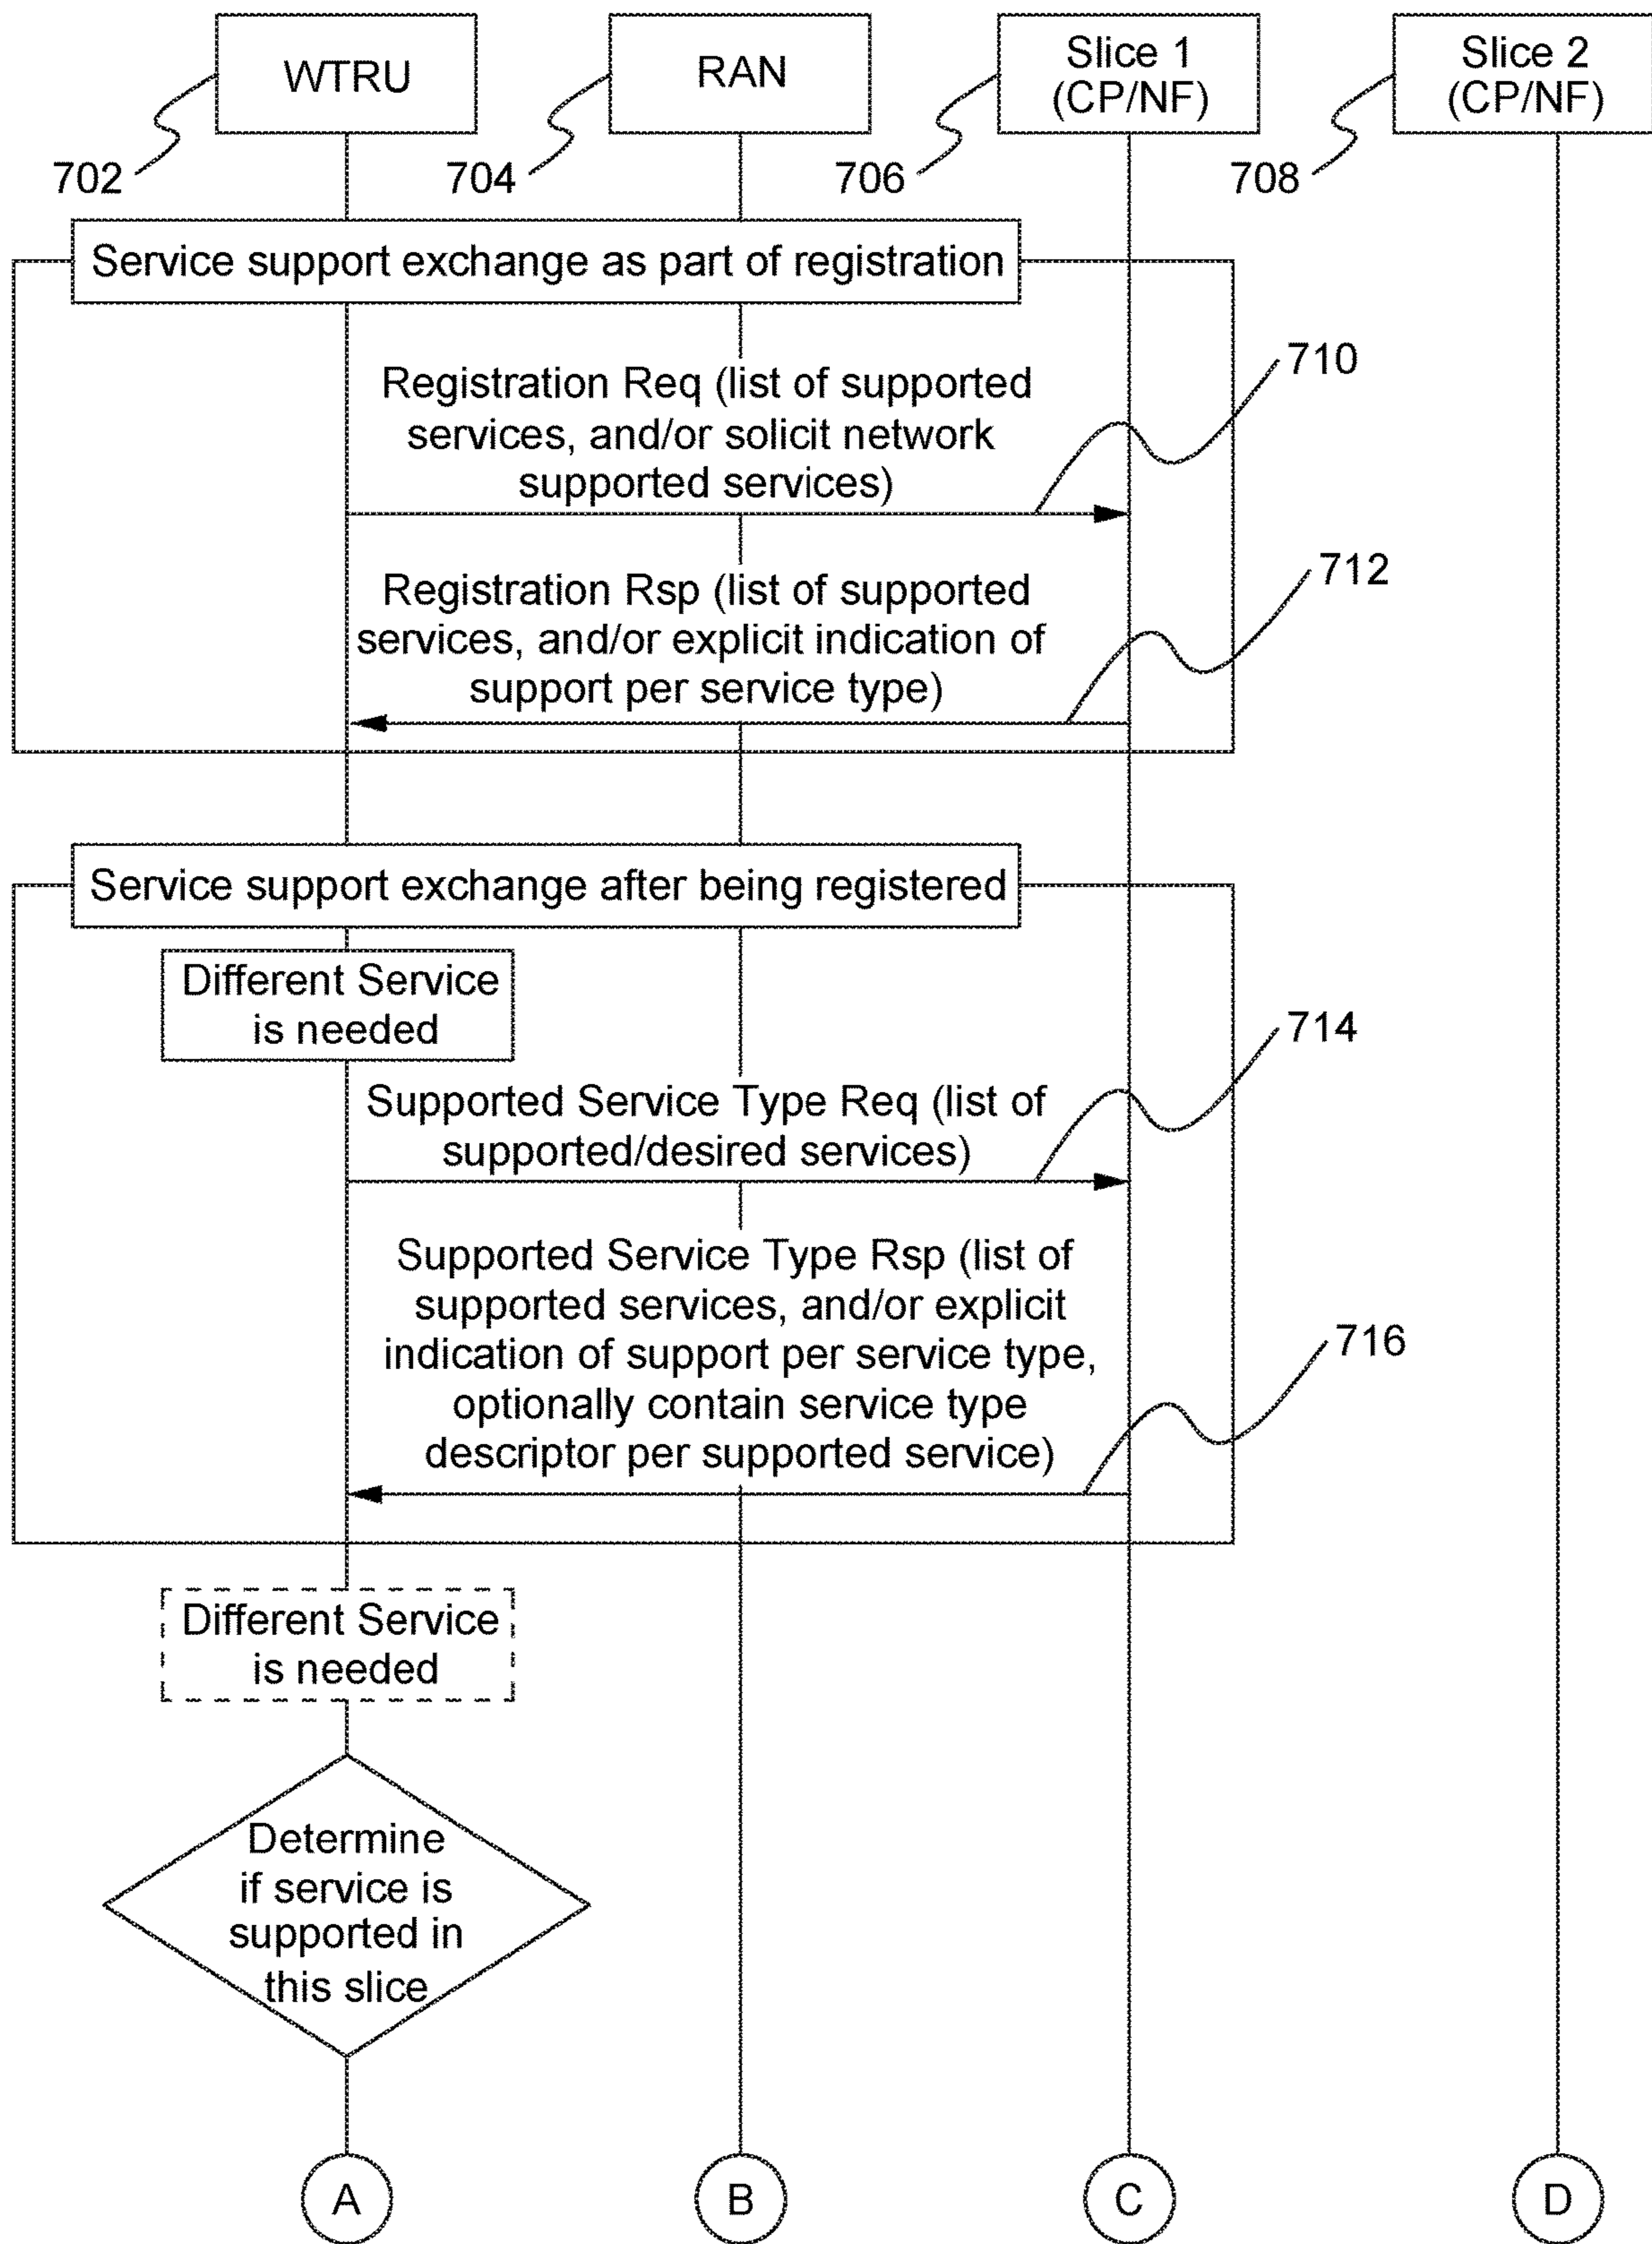 WTRU
RAN
Slice 1
(CP/NF)
Slice 2
(CP/NF)
702
704
706
708
Service support exchange as part of registration
710
Registration Req (list of supported
services, and/or solicit network
supported services)
712
Registration Rsp (list of supported
services, and/or explicit indication of
support per service type)
Service support exchange after being registered
Different Service
is needed
714
Supported Service Type Req (list of
supported/desired services)
Supported Service Type Rsp (list of
supported services, and/or explicit
716
indication of support per service type,
optionally contain service type
descriptor per supported service)
Different Service
is needed
Determine
if service is
supported in
this slice
A
B
C
D